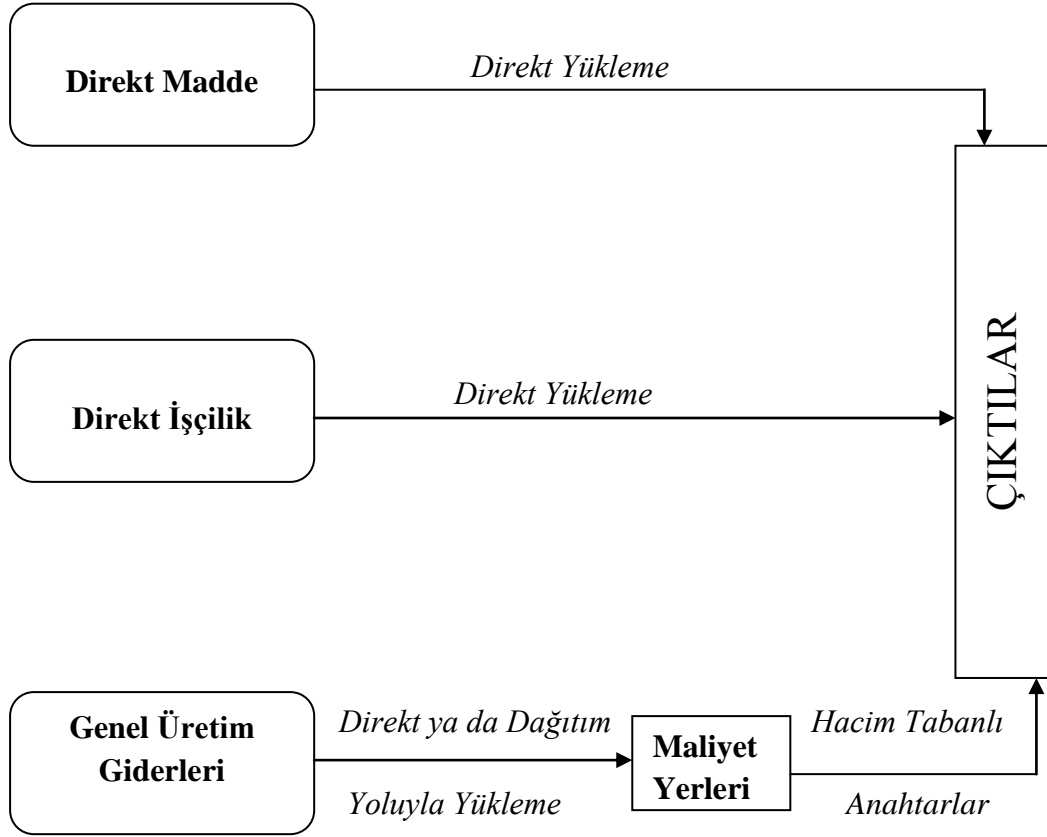 Direkt Madde
Direkt Yükleme
Direkt İşçilik
Direkt Yükleme
ÇIKTILAR
Genel Üretim
Giderleri
Direkt ya da Dağıtım
Yoluyla Yükleme
Maliyet
Yerleri
Hacim Tabanlı
Anahtarlar